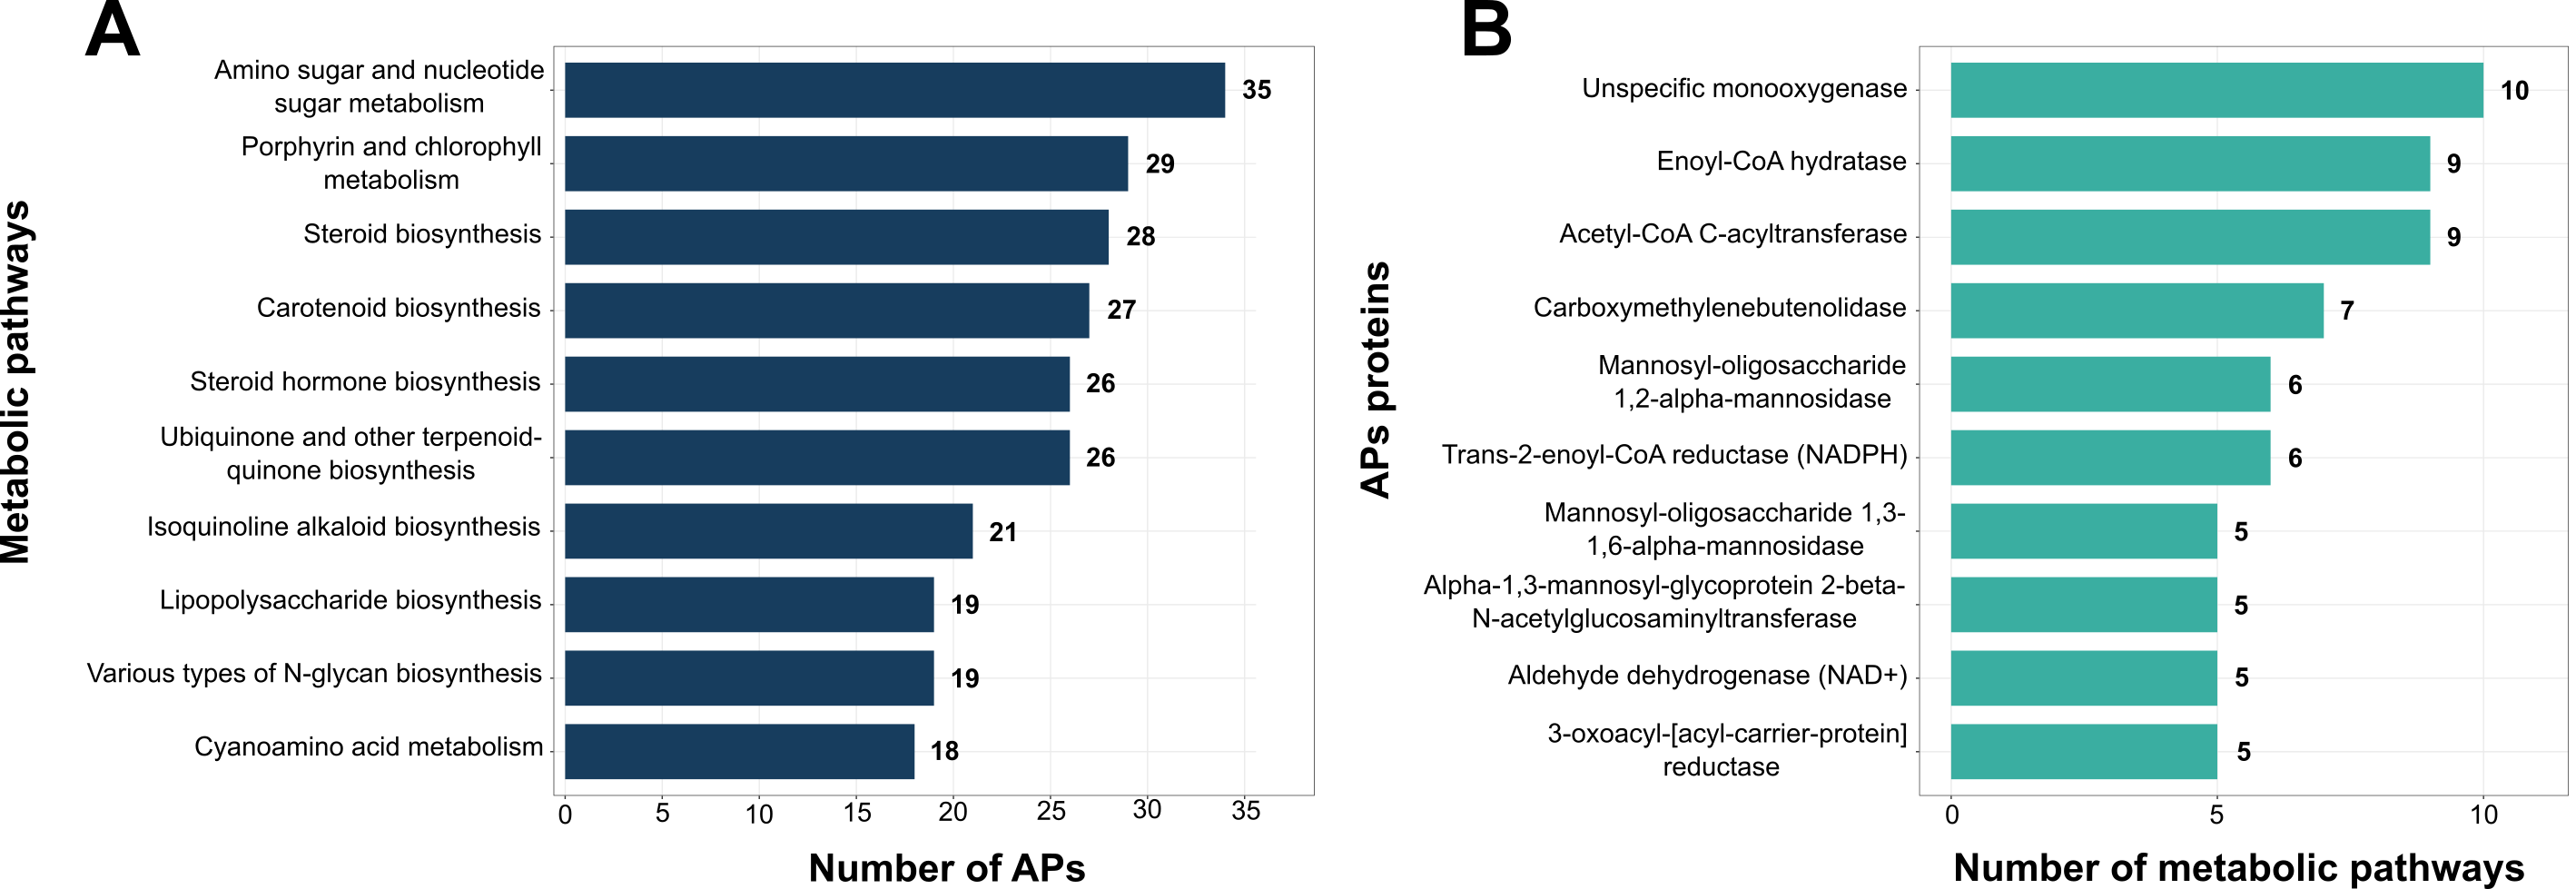 A
Metabolic pathways
Amino sugar and nucleotide
sugar metabolism
35
Porphyrin and chlorophyll
metabolism
29
Steroid biosynthesis
28
Carotenoid biosynthesis
27
Steroid hormone biosynthesis
26
Ubiquinone and other terpenoid-
quinone biosynthesis
26
Isoquinoline alkaloid biosynthesis
21
Lipopolysaccharide biosynthesis
19
Various types of N-glycan biosynthesis
19
Cyanoamino acid metabolism
18
0 5 10 15 20 25 30 35
Number of APs
B
APs proteins
Unspecific monooxygenase
10
Enoyl-CoA hydratase
9
Acetyl-CoA C-acyltransferase
9
Carboxymethylenebutenolidase
7
Mannosyl-oligosaccharide
1,2-alpha-mannosidase
6
Trans-2-enoyl-CoA reductase (NADPH)
6
Mannosyl-oligosaccharide 1,3-
1,6-alpha-mannosidase
5
Alpha-1,3-mannosyl-glycoprotein 2-beta-
N-acetylglucosaminyltransferase
5
Aldehyde dehydrogenase (NAD+)
5
3-oxoacyl-[acyl-carrier-protein]
reductase
5
0 5 10
Number of metabolic pathways